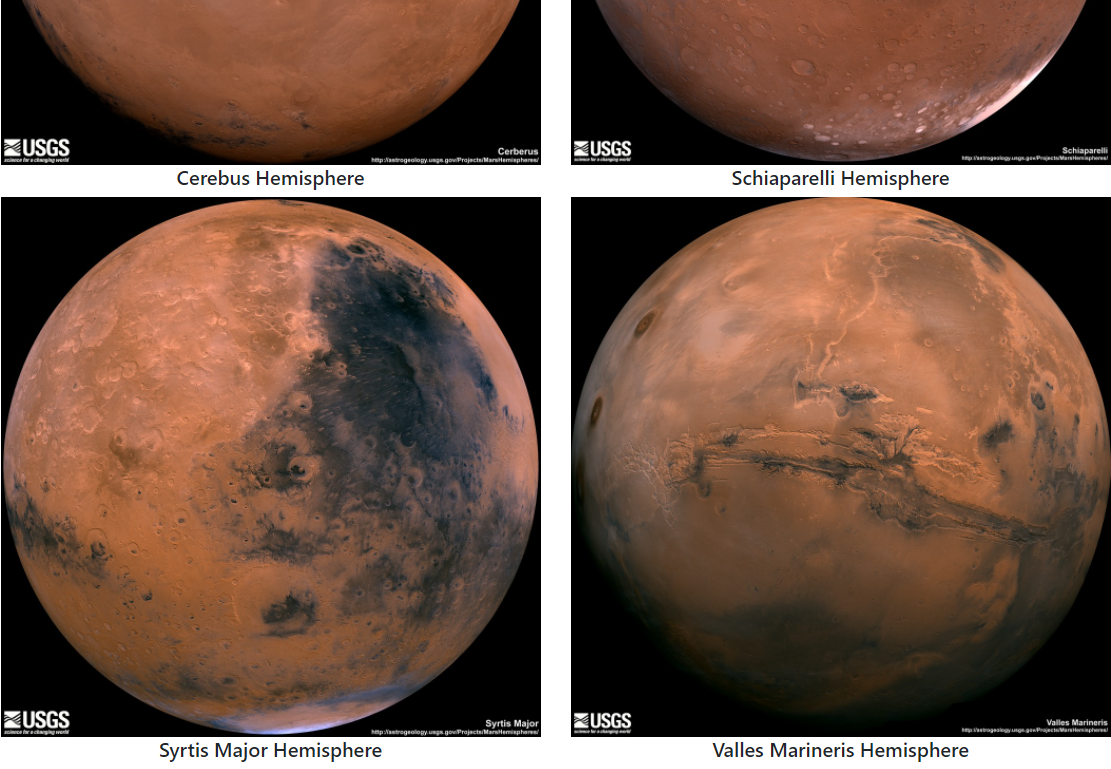 USGS
science for a changing world
Cerberus
http://astrogeology.usgs.gov/Projects/MarsHemispheres/
USGS
science for a changing world
Schiaparelli
http://astrogeology.usgs.gov/Projects/MarsHemispheres/
Cerebus Hemisphere
Schiaparelli Hemisphere
USGS
science for a changing world
Syrtis Major
http://astrogeology.usgs.gov/Projects/MarsHemispheres/
USGS
science for a changing world
Valles Marineris
http://astrogeology.usgs.gov/Projects/MarsHemispheres/
Syrtis Major Hemisphere
Valles Marineris Hemisphere